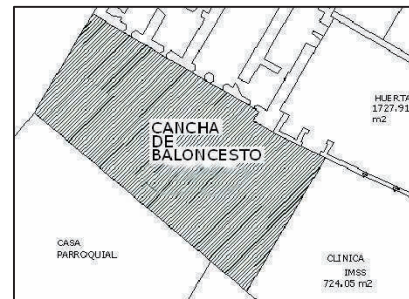 HUERTA
1727.91
m2
CANCHA
DE
BALONCESTO
CASA
PARROQUIAL
CLINICA
IMSS
724.05 m2